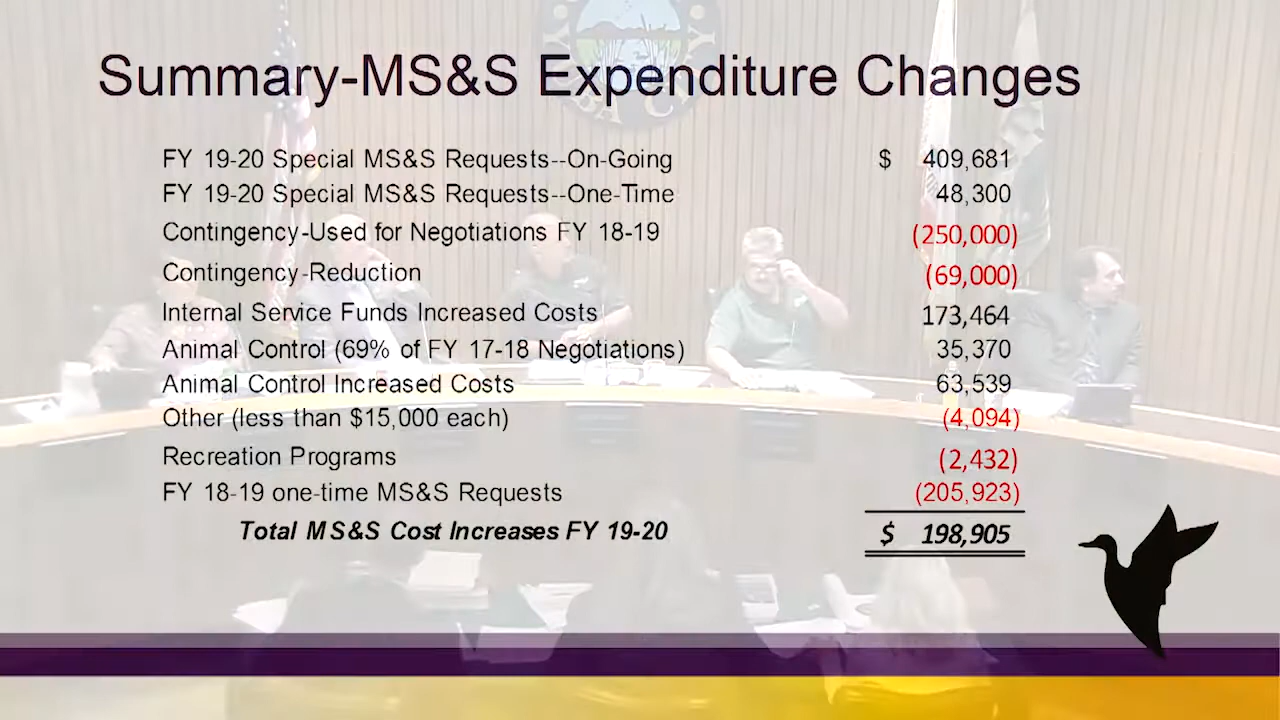 Summary-MS&S Expenditure Changes
FY 19-20 Special MS&S Requests--On-Going $ 409,681
FY 19-20 Special MS&S Requests--One-Time 48,300
Contingency-Used for Negotiations FY 18-19 (250,000)
Contingency-Reduction (69,000)
Internal Service Funds Increased Costs 173,464
Animal Control (69% of FY 17-18 Negotiations) 35,370
Animal Control Increased Costs 63,539
Other (less than $15,000 each) (4,094)
Recreation Programs (2,432)
FY 18-19 one-time MS&S Requests (205,923)
Total MS&S Cost Increases FY 19-20 $ 198,905